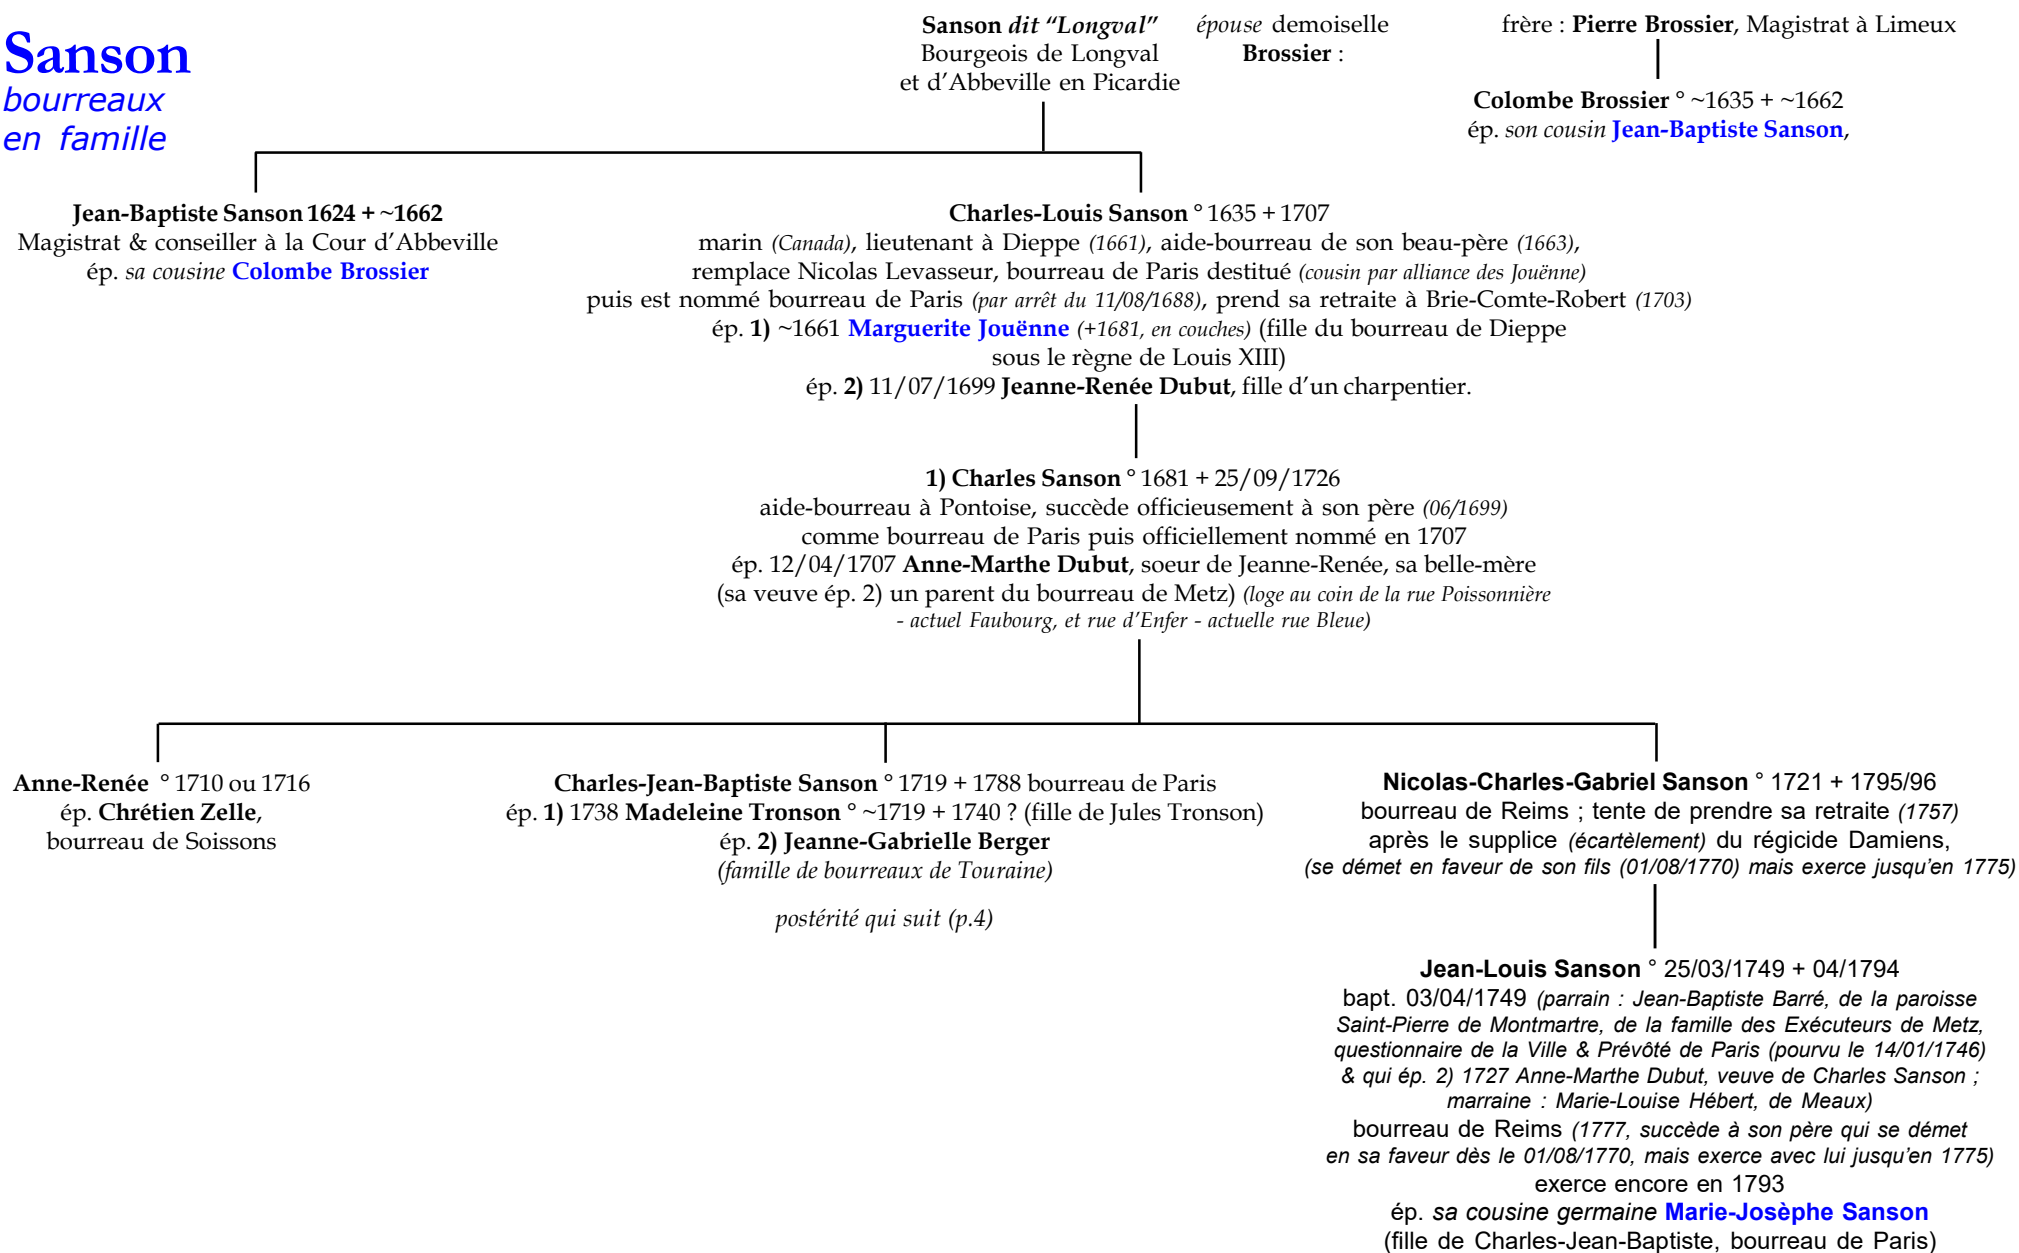 Sanson
bourreaux
en famille
Sanson dit “Longval”
Bourgeois de Longval
et d’Abbeville en Picardie
épouse demoiselle
Brossier :
frère : Pierre Brossier, Magistrat à Limeux
Colombe Brossier ° ~1635 + ~1662
ép. son cousin Jean-Baptiste Sanson,
Jean-Baptiste Sanson 1624 + ~1662
Magistrat & conseiller à la Cour d’Abbeville
ép. sa cousine Colombe Brossier
Charles-Louis Sanson ° 1635 + 1707
marin (Canada), lieutenant à Dieppe (1661), aide-bourreau de son beau-père (1663),
remplace Nicolas Levasseur, bourreau de Paris destitué (cousin par alliance des Jouënne)
puis est nommé bourreau de Paris (par arrêt du 11/08/1688), prend sa retraite à Brie-Comte-Robert (1703)
ép. 1) ~1661 Marguerite Jouënne (+1681, en couches) (fille du bourreau de Dieppe
sous le règne de Louis XIII)
ép. 2) 11/07/1699 Jeanne-Renée Dubut, fille d’un charpentier.
1) Charles Sanson ° 1681 + 25/09/1726
aide-bourreau à Pontoise, succède officieusement à son père (06/1699)
comme bourreau de Paris puis officiellement nommé en 1707
ép. 12/04/1707 Anne-Marthe Dubut, soeur de Jeanne-Renée, sa belle-mère
(sa veuve ép. 2) un parent du bourreau de Metz) (loge au coin de la rue Poissonnière
- actuel Faubourg, et rue d’Enfer - actuelle rue Bleue)
Anne-Renée ° 1710 ou 1716
ép. Chrétien Zelle,
bourreau de Soissons
Charles-Jean-Baptiste Sanson ° 1719 + 1788 bourreau de Paris
ép. 1) 1738 Madeleine Tronson ° ~1719 + 1740 ? (fille de Jules Tronson)
ép. 2) Jeanne-Gabrielle Berger
(famille de bourreaux de Touraine)
postérité qui suit (p.4)
Nicolas-Charles-Gabriel Sanson ° 1721 + 1795/96
bourreau de Reims ; tente de prendre sa retraite (1757)
après le supplice (écartèlement) du régicide Damiens,
(se démet en faveur de son fils (01/08/1770) mais exerce jusqu’en 1775)
Jean-Louis Sanson ° 25/03/1749 + 04/1794
bapt. 03/04/1749 (parrain : Jean-Baptiste Barré, de la paroisse
Saint-Pierre de Montmartre, de la famille des Exécuteurs de Metz,
questionnaire de la Ville & Prévôté de Paris (pourvu le 14/01/1746)
& qui ép. 2) 1727 Anne-Marthe Dubut, veuve de Charles Sanson ;
marraine : Marie-Louise Hébert, de Meaux)
bourreau de Reims (1777, succède à son père qui se démet
en sa faveur dès le 01/08/1770, mais exerce avec lui jusqu’en 1775)
exerce encore en 1793
ép. sa cousine germaine Marie-Josèphe Sanson
(fille de Charles-Jean-Baptiste, bourreau de Paris)